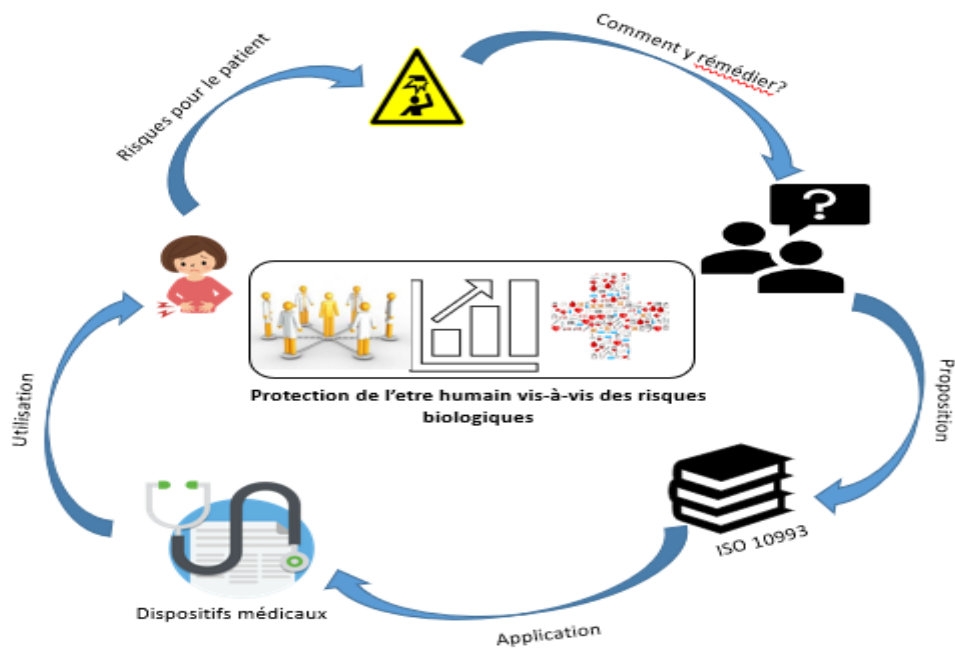 Risques pour le patient
Comment y rémédier?
?
Protection de l'etre humain vis-à-vis des risques
biologiques
Utilisation
Proposition
ISO 10993
Dispositifs médicaux
Application